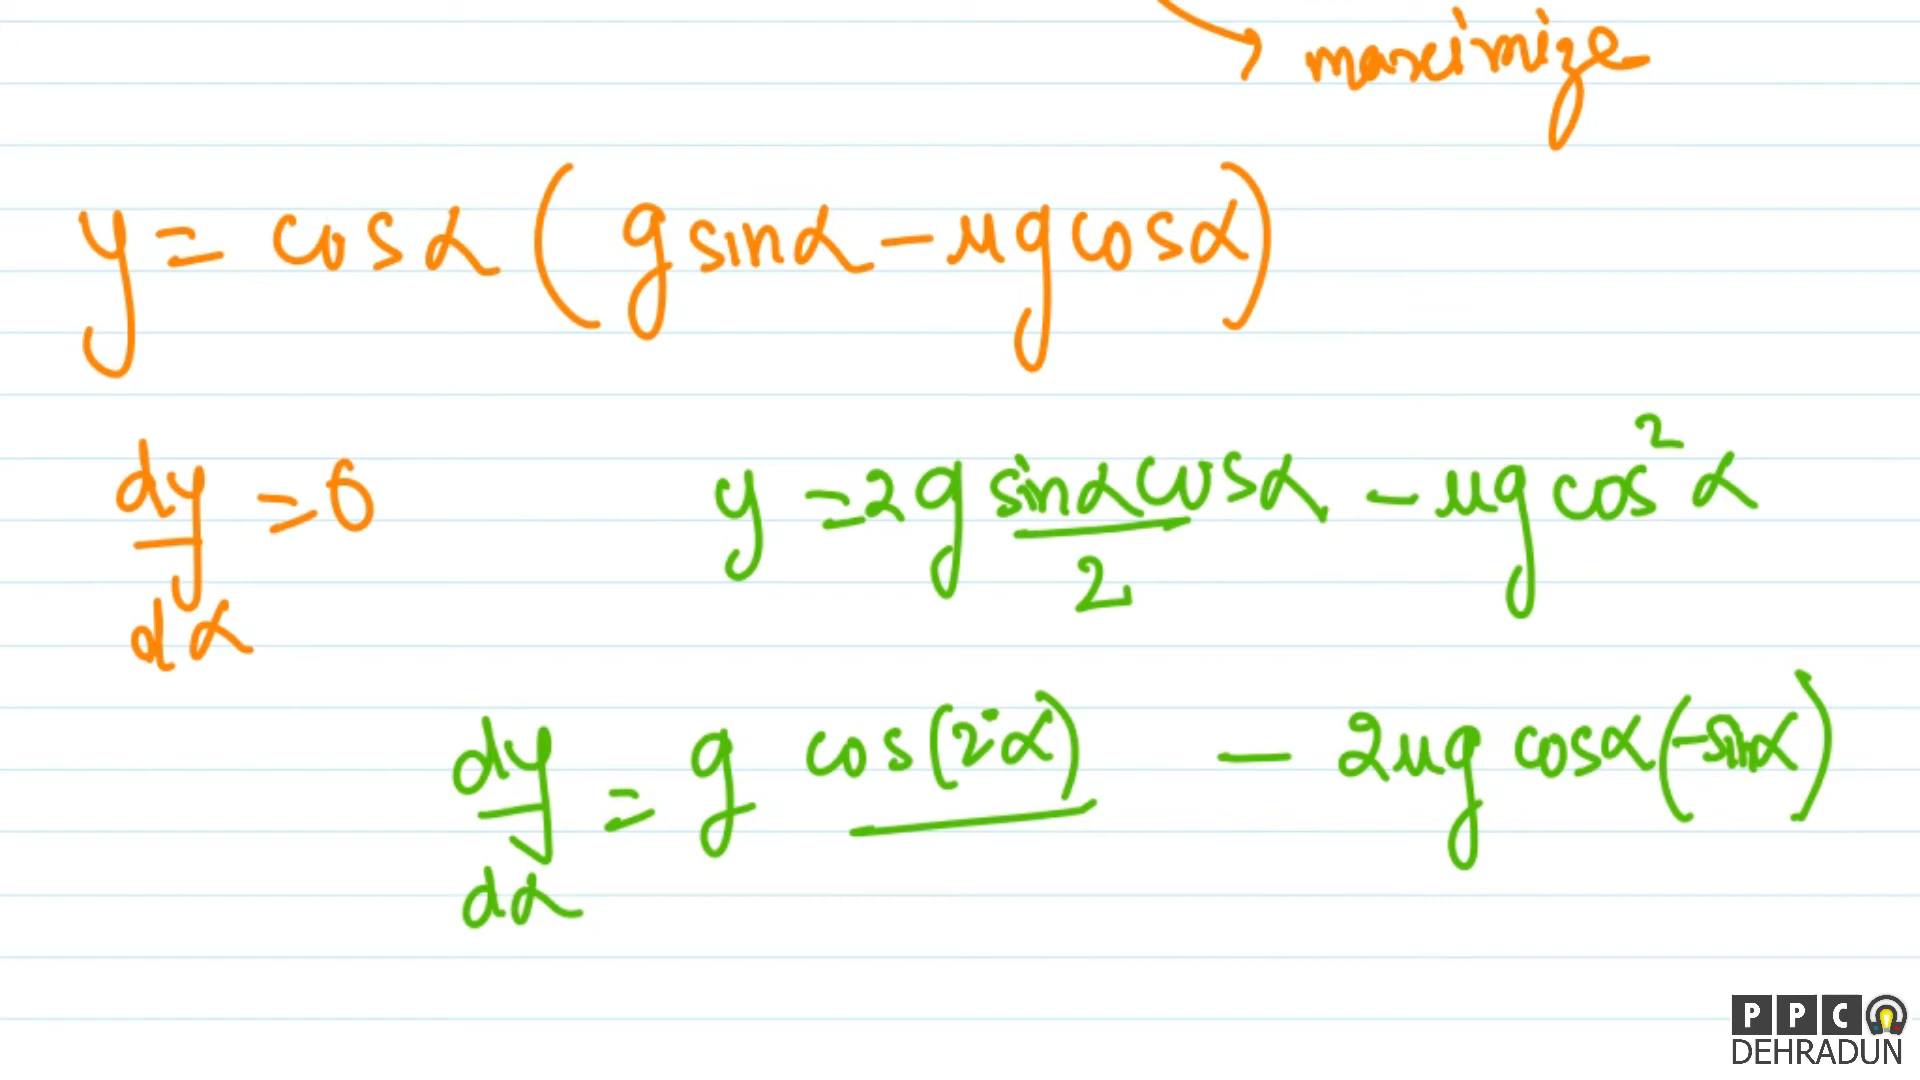 maximize
y = cosα (g sinα − μg cosα)
dy/dα = 0
y = 2g sinα cosα/2 − μg cos²α
dy/dα = g cos(2α) − 2μg cosα(−sinα)
PPC
DEHRADUN